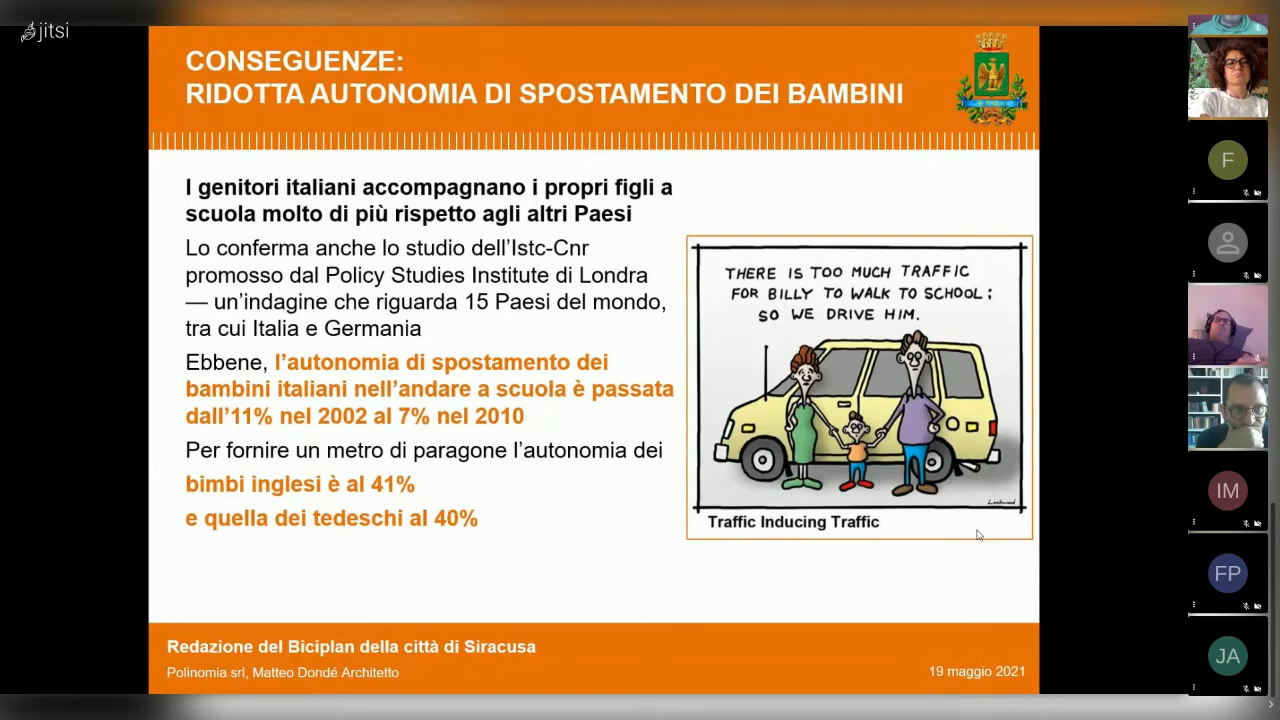 jitsi
CONSEGUENZE:
RIDOTTA AUTONOMIA DI SPOSTAMENTO DEI BAMBINI
I genitori italiani accompagnano i propri figli a
scuola molto di più rispetto agli altri Paesi
Lo conferma anche lo studio dell'Istc-Cnr
promosso dal Policy Studies Institute di Londra
— un'indagine che riguarda 15 Paesi del mondo,
tra cui Italia e Germania
Ebbene, l'autonomia di spostamento dei
bambini italiani nell'andare a scuola è passata
dall'11% nel 2002 al 7% nel 2010
Per fornire un metro di paragone l'autonomia dei
bimbi inglesi è al 41%
e quella dei tedeschi al 40%
THERE IS TOO MUCH TRAFFIC
FOR BILLY TO WALK TO SCHOOL;
SO WE DRIVE HIM.
Traffic Inducing Traffic
Redazione del Biciplan della città di Siracusa
Polinomia srl, Matteo Dondé Architetto
19 maggio 2021
F
IM
FP
JA